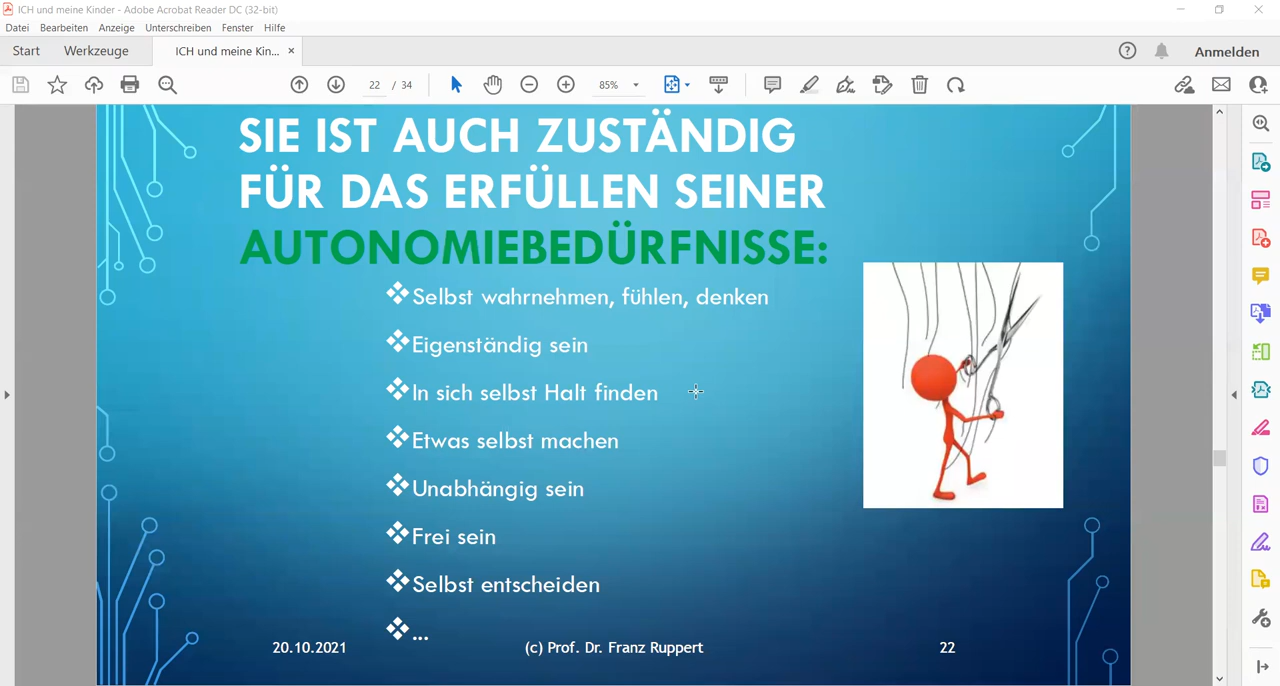 ICH und meine Kinder - Adobe Acrobat Reader DC (32-bit)
Datei Bearbeiten Anzeige Unterschreiben Fenster Hilfe
Start Werkzeuge ICH und meine Kin... × Anmelden
22 / 34 85%
SIE IST AUCH ZUSTÄNDIG
FÜR DAS ERFÜLLEN SEINER
AUTONOMIEBEDÜRFNISSE:
❖Selbst wahrnehmen, fühlen, denken
❖Eigenständig sein
❖In sich selbst Halt finden
❖Etwas selbst machen
❖Unabhängig sein
❖Frei sein
❖Selbst entscheiden
❖...
20.10.2021 (c) Prof. Dr. Franz Ruppert 22